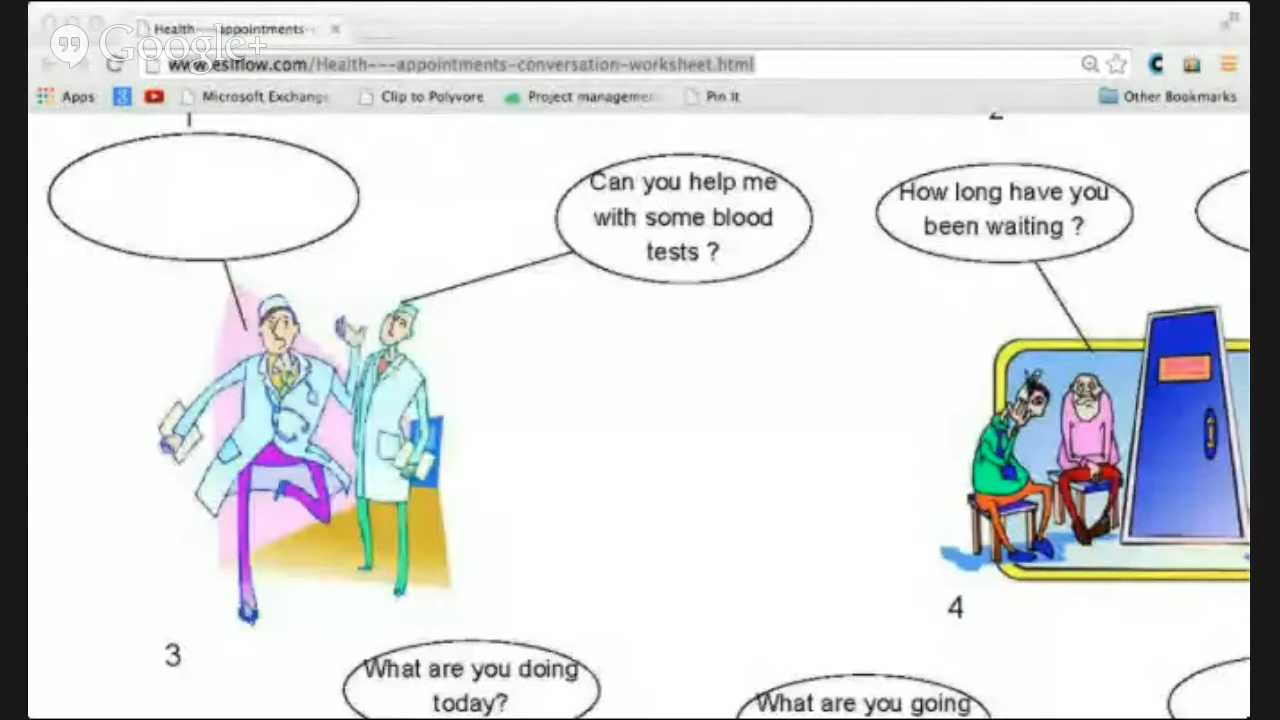 Health---appointments-
Google+
www.eslflow.com/Health---appointments-conversation-worksheet.html
Apps
Microsoft Exchange
Clip to Polyvore
Project managemen
Pin It
Other Bookmarks
Can you help me
with some blood
tests ?
How long have you
been waiting ?
3
4
What are you doing
today?
What are you going